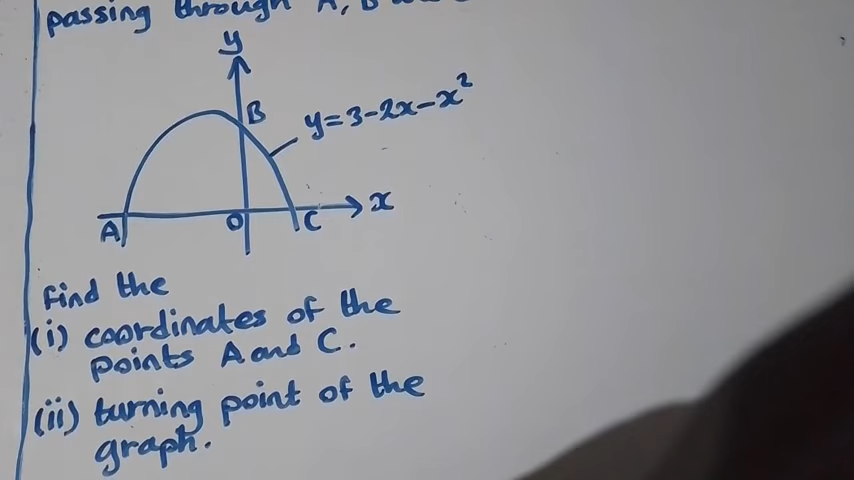 passing through A, B
y
B
y=3-2x-x²
A
O
C
x
Find the
(i) coordinates of the
points A and C.
(ii) turning point of the
graph.